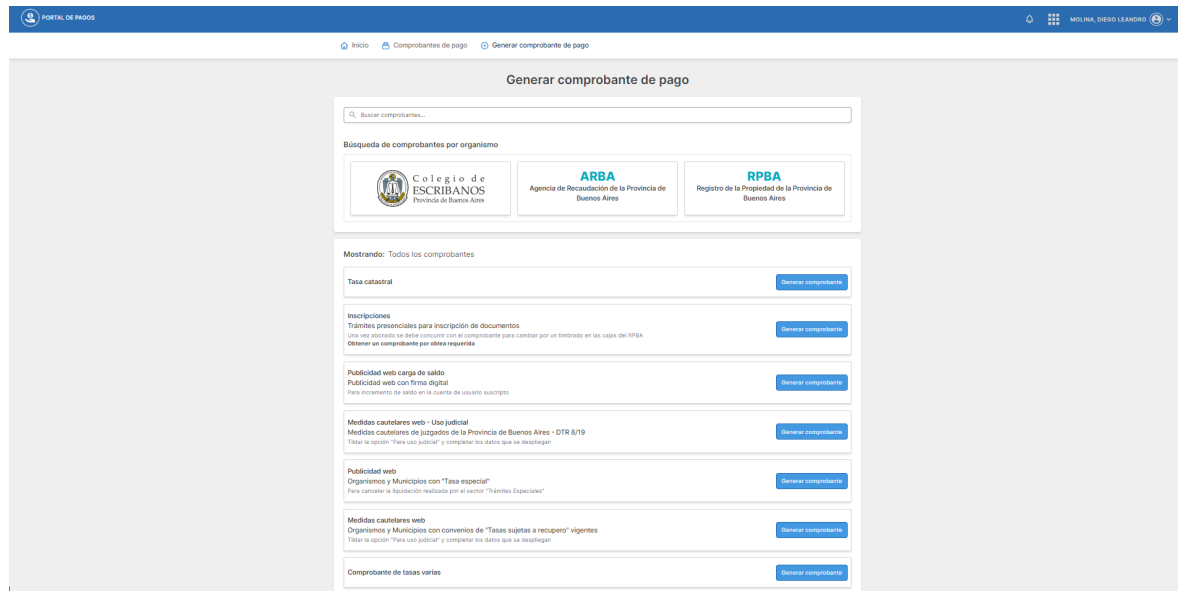 PORTAL DE PAGOS
MOLINA, DIEGO LEANDRO
Inicio
Comprobantes de pago
Generar comprobante de pago
Generar comprobante de pago
Buscar comprobantes...
Búsqueda de comprobantes por organismo
Colegio de
ESCRIBANOS
Provincia de Buenos Aires
ARBA
Agencia de Recaudación de la Provincia de
Buenos Aires
RPBA
Registro de la Propiedad de la Provincia de
Buenos Aires
Mostrando: Todos los comprobantes
Tasa catastral
Generar comprobante
Inscripciones
Trámites presenciales para inscripción de documentos
Una vez abonado se debe concurrir con el comprobante para cambiar por un timbrado en las cajas del RPBA
Obtener un comprobante por oblea requerida
Generar comprobante
Publicidad web carga de saldo
Publicidad web con firma digital
Para incremento de saldo en la cuenta de usuario suscripto
Generar comprobante
Medidas cautelares web - Uso judicial
Medidas cautelares de juzgados de la Provincia de Buenos Aires - DTR 8/19
Tildar la opción "Para uso judicial" y completar los datos que se despliegan
Generar comprobante
Publicidad web
Organismos y Municipios con "Tasa especial"
Para cancelar la liquidación realizada por el sector "Trámites Especiales"
Generar comprobante
Medidas cautelares web
Organismos y Municipios con convenios de "Tasas sujetas a recupero" vigentes
Tildar la opción "Para uso judicial" y completar los datos que se despliegan
Generar comprobante
Comprobante de tasas varias
Generar comprobante